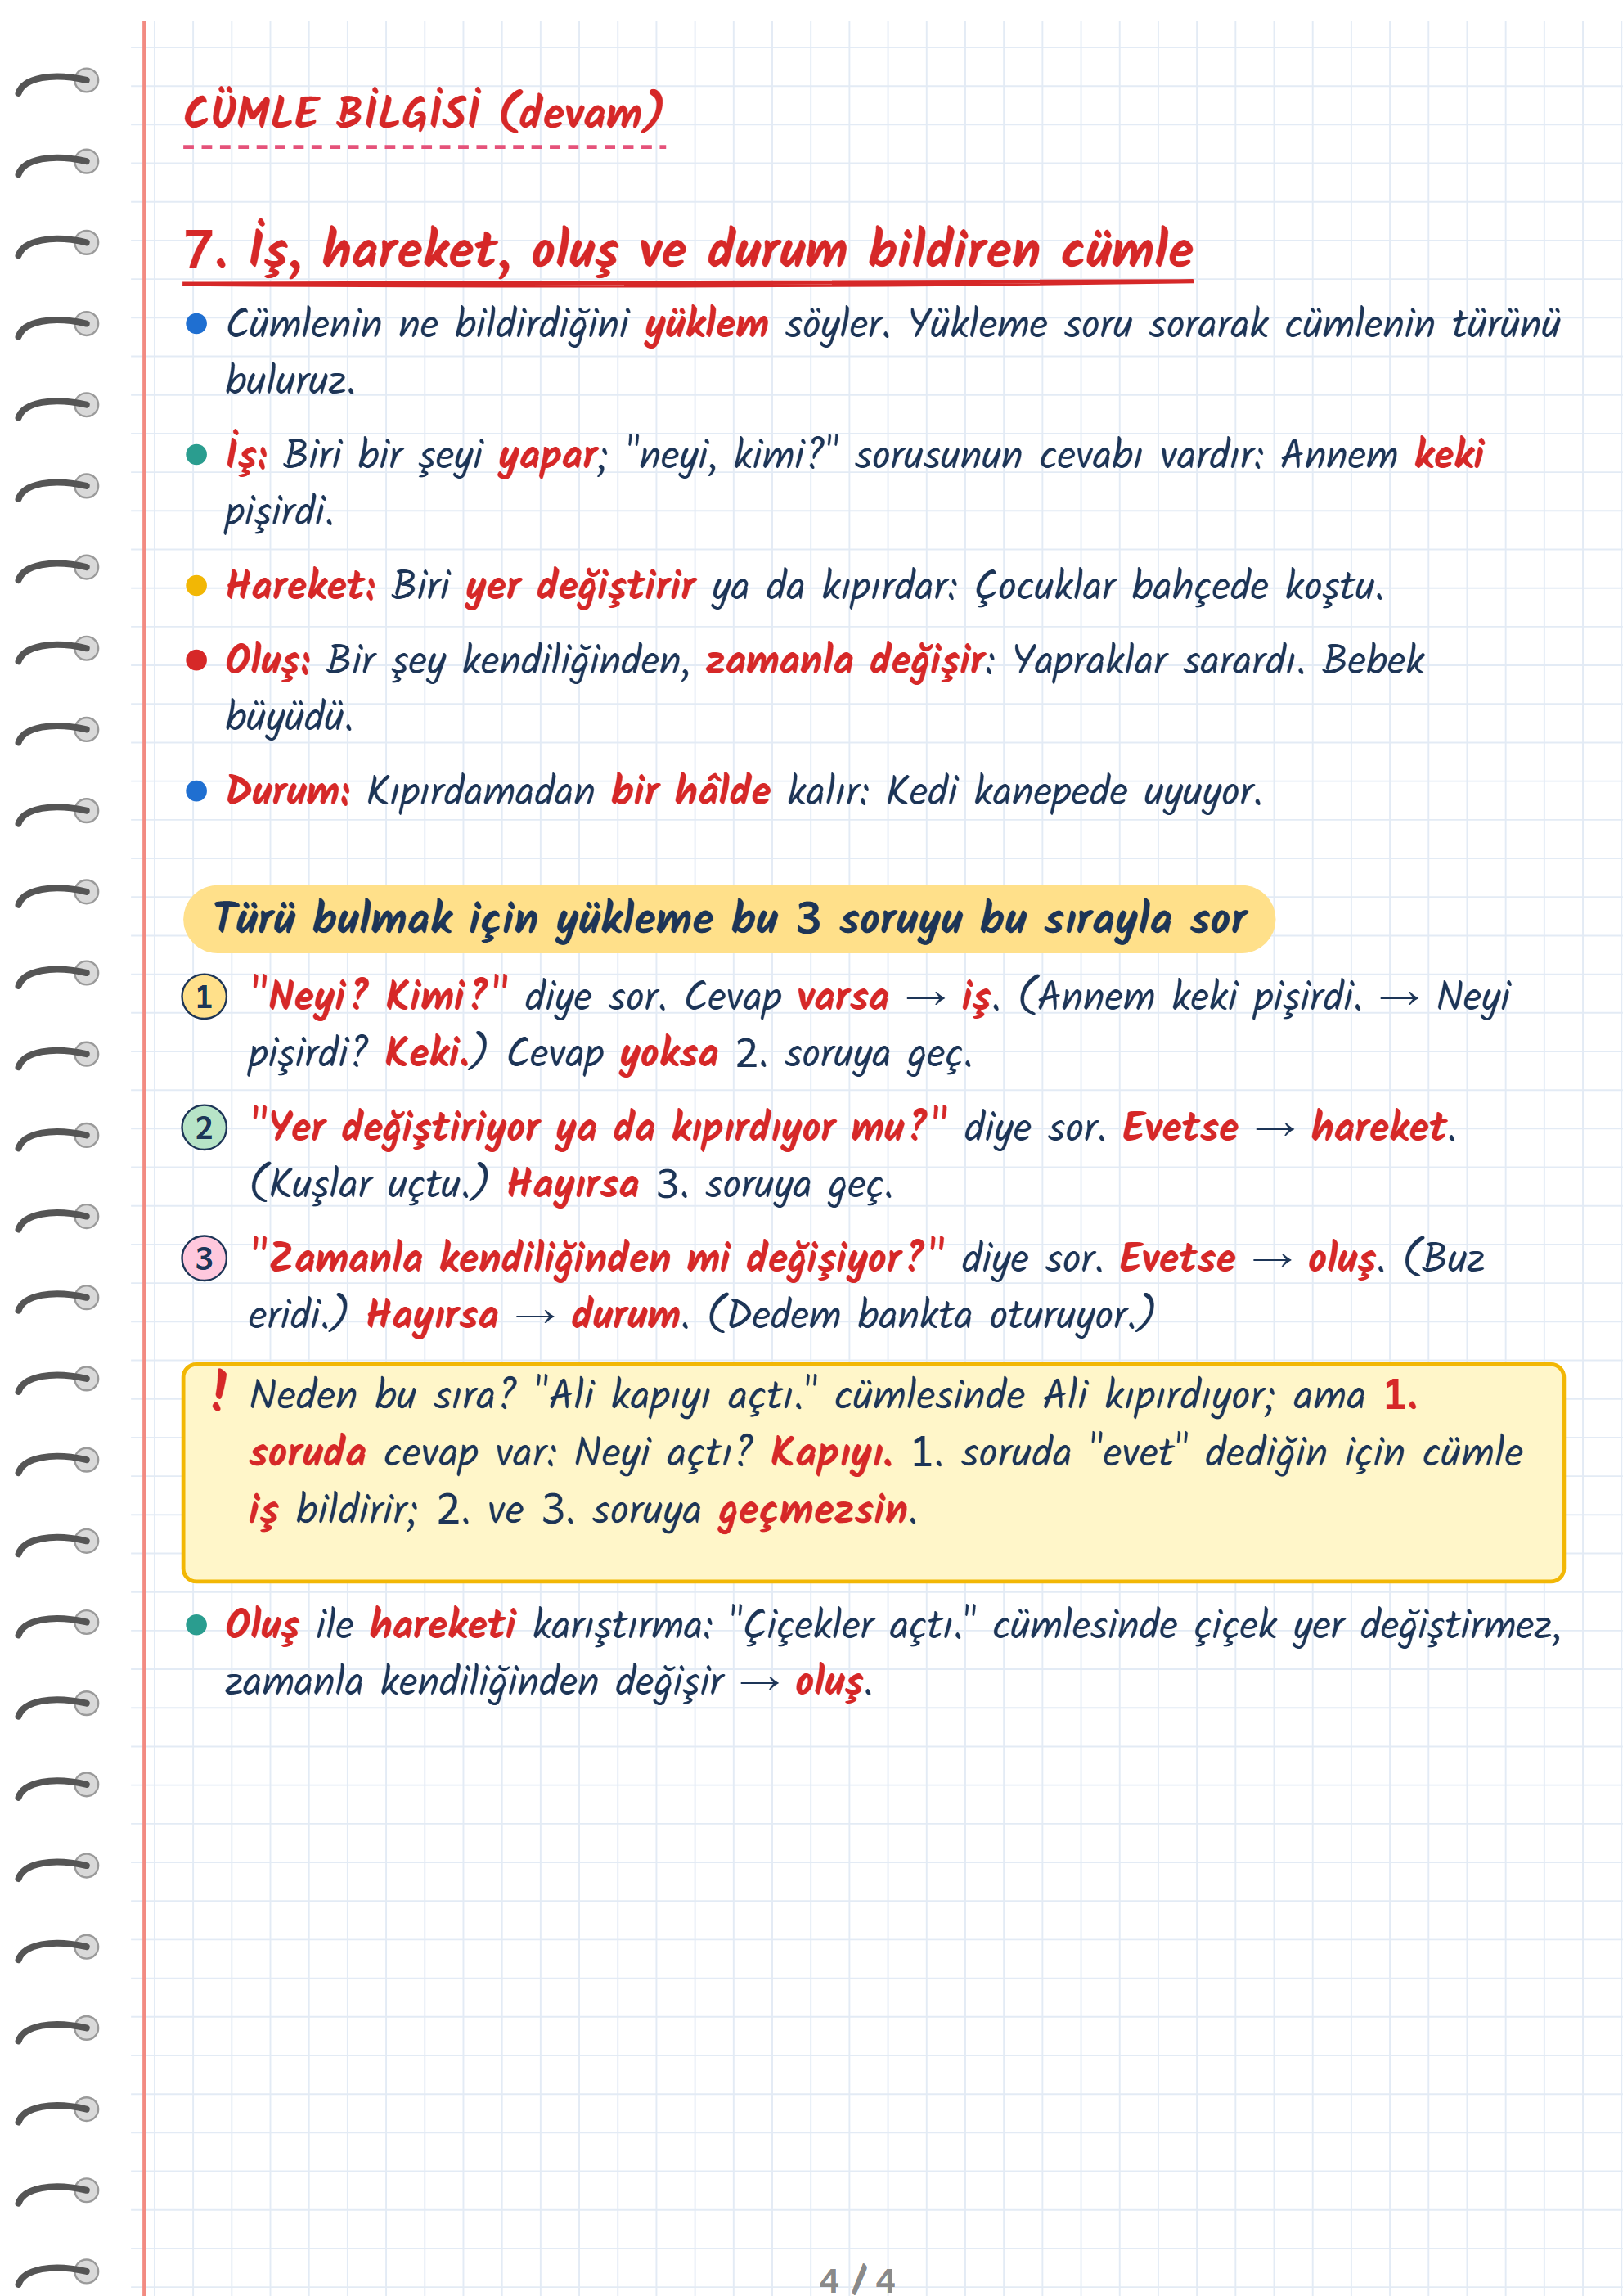 CÜMLE BİLGİSİ (devam)
7. İş, hareket, oluş ve durum bildiren cümle
Cümlenin ne bildirdiğini yüklem söyler. Yükleme soru sorarak cümlenin türünü
buluruz.
İş: Biri bir şeyi yapar; "neyi, kimi?" sorusunun cevabı vardır: Annem keki
pişirdi.
Hareket: Biri yer değiştirir ya da kıpırdar: Çocuklar bahçede koştu.
Oluş: Bir şey kendiliğinden, zamanla değişir: Yapraklar sarardı. Bebek
büyüdü.
Durum: Kıpırdamadan bir hâlde kalır: Kedi kanepede uyuyor.
Türü bulmak için yükleme bu 3 soruyu bu sırayla sor
1 "Neyi? Kimi?" diye sor. Cevap varsa → iş. (Annem keki pişirdi. → Neyi
pişirdi? Keki.) Cevap yoksa 2. soruya geç.
2 "Yer değiştiriyor ya da kıpırdıyor mu?" diye sor. Evetse → hareket.
(Kuşlar uçtu.) Hayırsa 3. soruya geç.
3 "Zamanla kendiliğinden mi değişiyor?" diye sor. Evetse → oluş. (Buz
eridi.) Hayırsa → durum. (Dedem bankta oturuyor.)
! Neden bu sıra? "Ali kapıyı açtı." cümlesinde Ali kıpırdıyor; ama 1.
soruda cevap var: Neyi açtı? Kapıyı. 1. soruda "evet" dediğin için cümle
iş bildirir; 2. ve 3. soruya geçmezsin.
Oluş ile hareketi karıştırma: "Çiçekler açtı." cümlesinde çiçek yer değiştirmez,
zamanla kendiliğinden değişir → oluş.
4 / 4